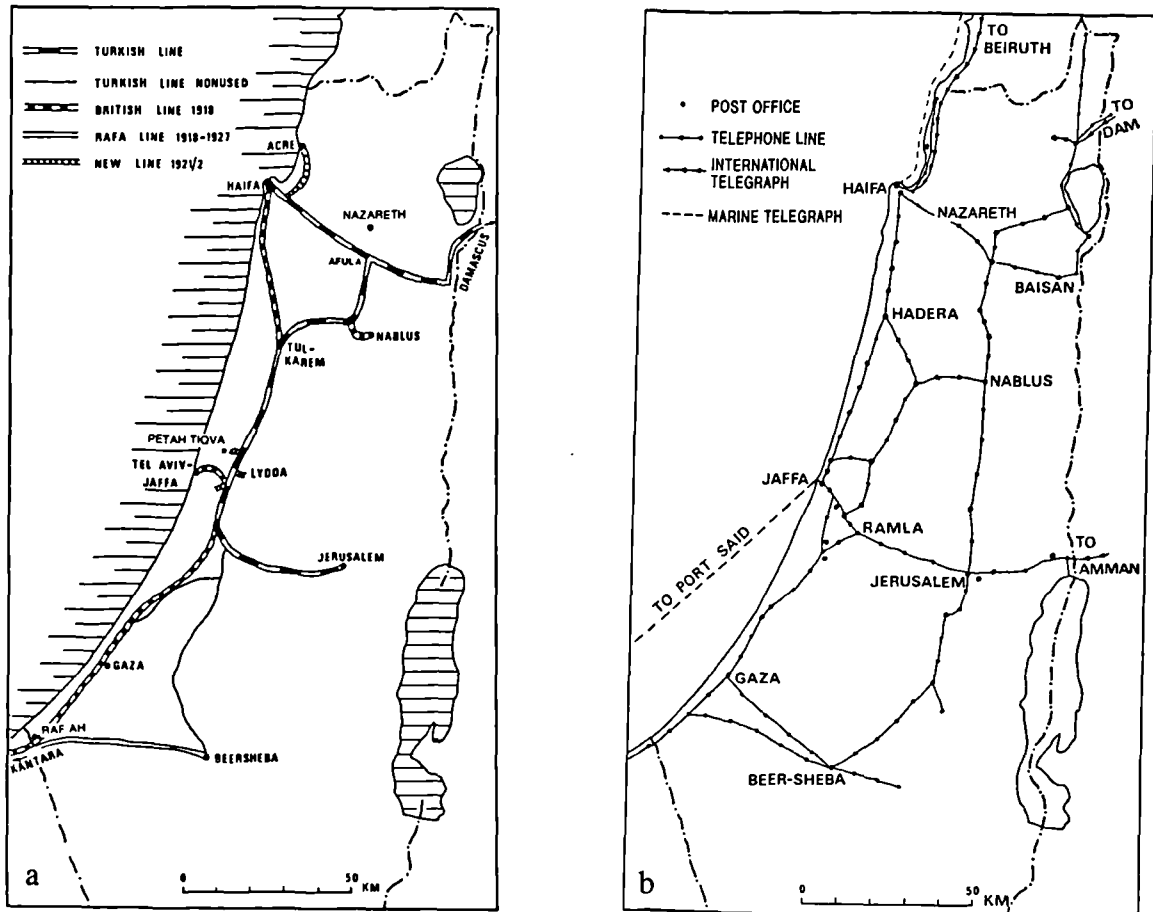 TURKISH LINE
TURKISH LINE NONUSED
BRITISH LINE 1918
RAFA LINE 1918-1927
NEW LINE 1921/2
ACRE
HAIFA
NAZARETH
AFULA
DAMASCUS
NABLUS
TUL-
KAREM
PETAH TIQVA
TEL AVIV-
JAFFA
LYDDA
JERUSALEM
GAZA
RAFAH
KANTARA
BEERSHEBA
a
0
50
KM
TO
BEIRUTH
POST OFFICE
TELEPHONE LINE
INTERNATIONAL
TELEGRAPH
MARINE TELEGRAPH
TO
DAM
HAIFA
NAZARETH
BAISAN
HADERA
NABLUS
JAFFA
RAMLA
TO PORT SAID
JERUSALEM
TO
AMMAN
GAZA
BEER-SHEBA
b
0
50
KM